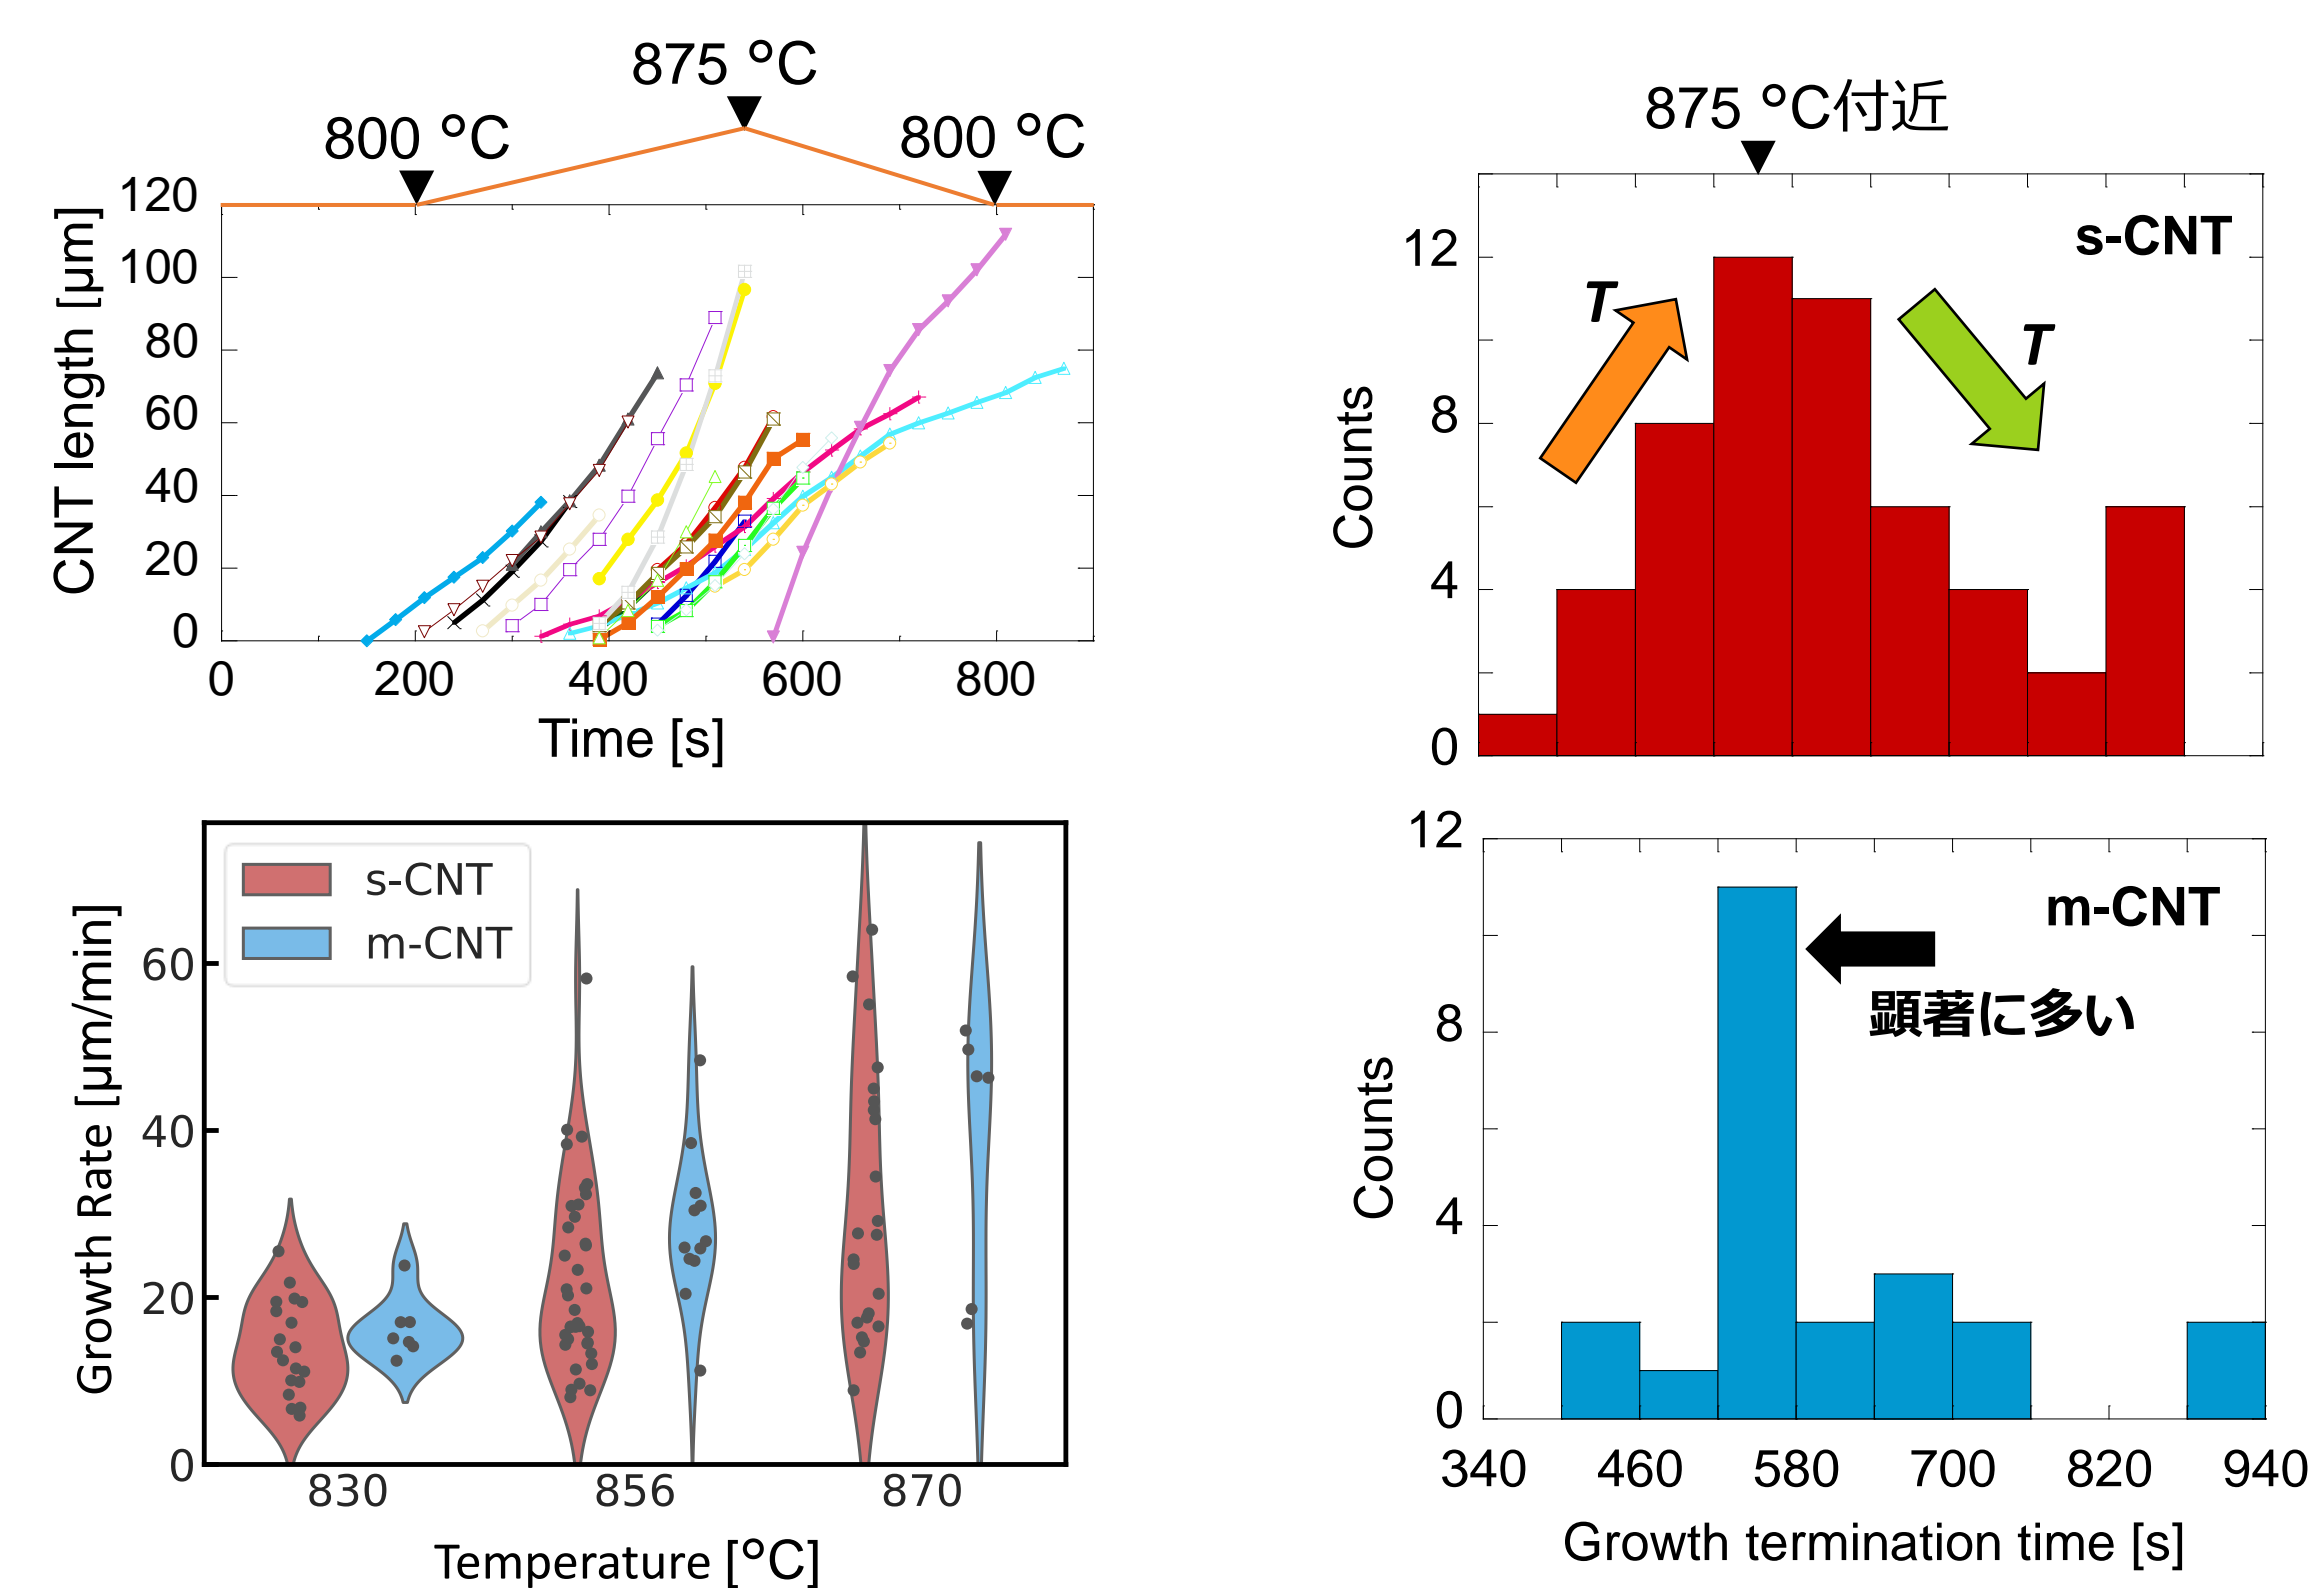 875 °C
800 °C
800 °C
120
100
80
60
40
20
0
CNT length [μm]
0 200 400 600 800
Time [s]
875 °C付近
s-CNT
T
T
12
8
4
0
Counts
s-CNT
m-CNT
60
40
20
0
Growth Rate [μm/min]
830 856 870
Temperature [°C]
m-CNT
顕著に多い
12
8
4
0
Counts
340 460 580 700 820 940
Growth termination time [s]